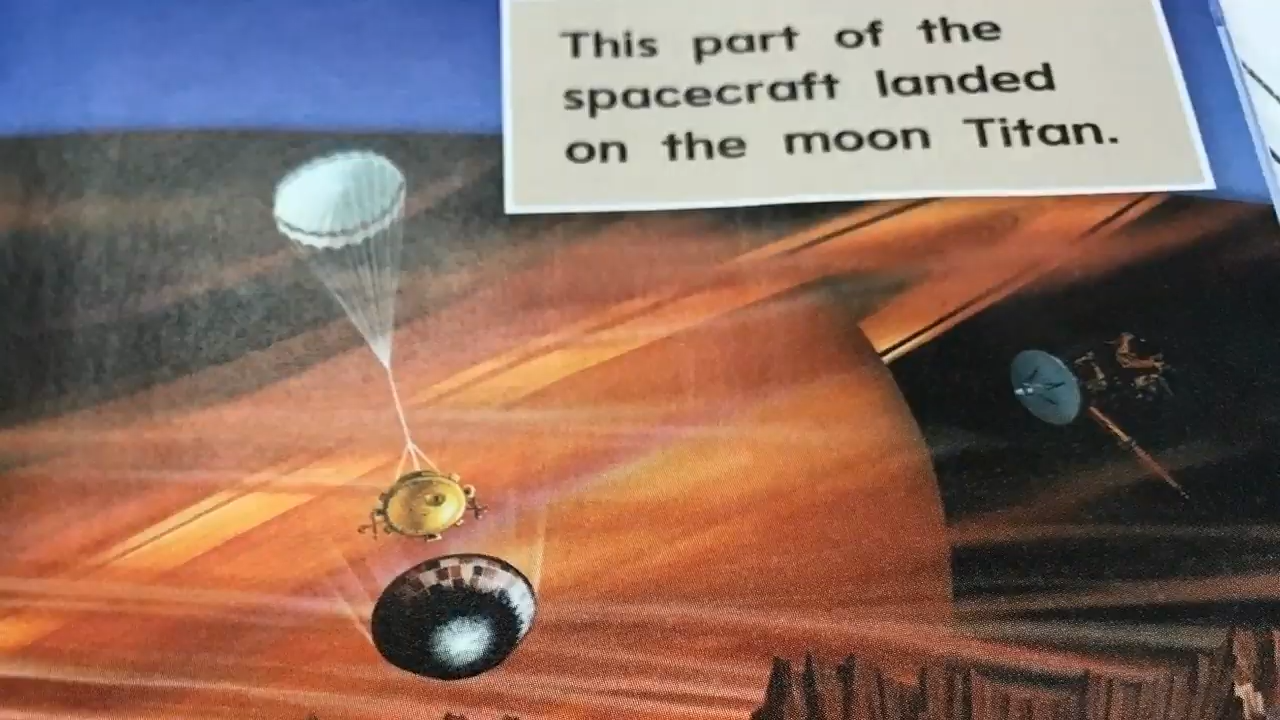 This part of the
spacecraft landed
on the moon Titan.